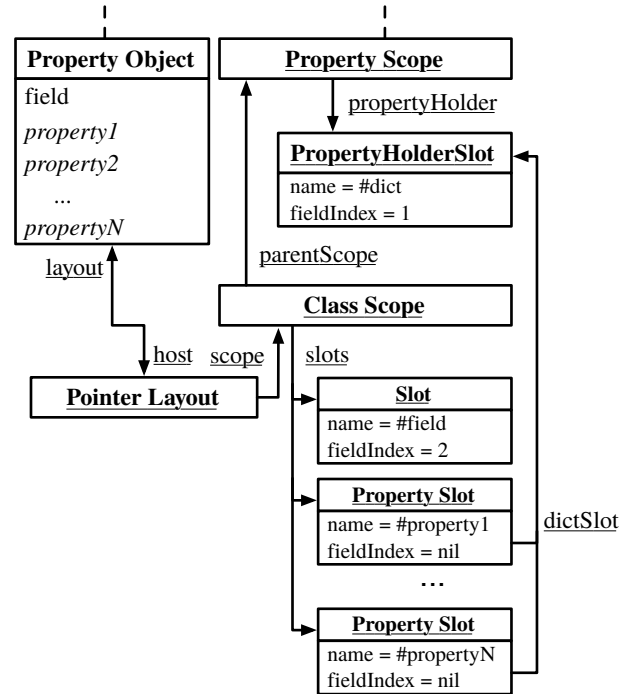 Property Object
field
property1
property2
...
propertyN
layout
Property Scope
propertyHolder
PropertyHolderSlot
name = #dict
fieldIndex = 1
parentScope
Class Scope
host
scope
slots
Pointer Layout
Slot
name = #field
fieldIndex = 2
Property Slot
name = #property1
fieldIndex = nil
dictSlot
...
Property Slot
name = #propertyN
fieldIndex = nil